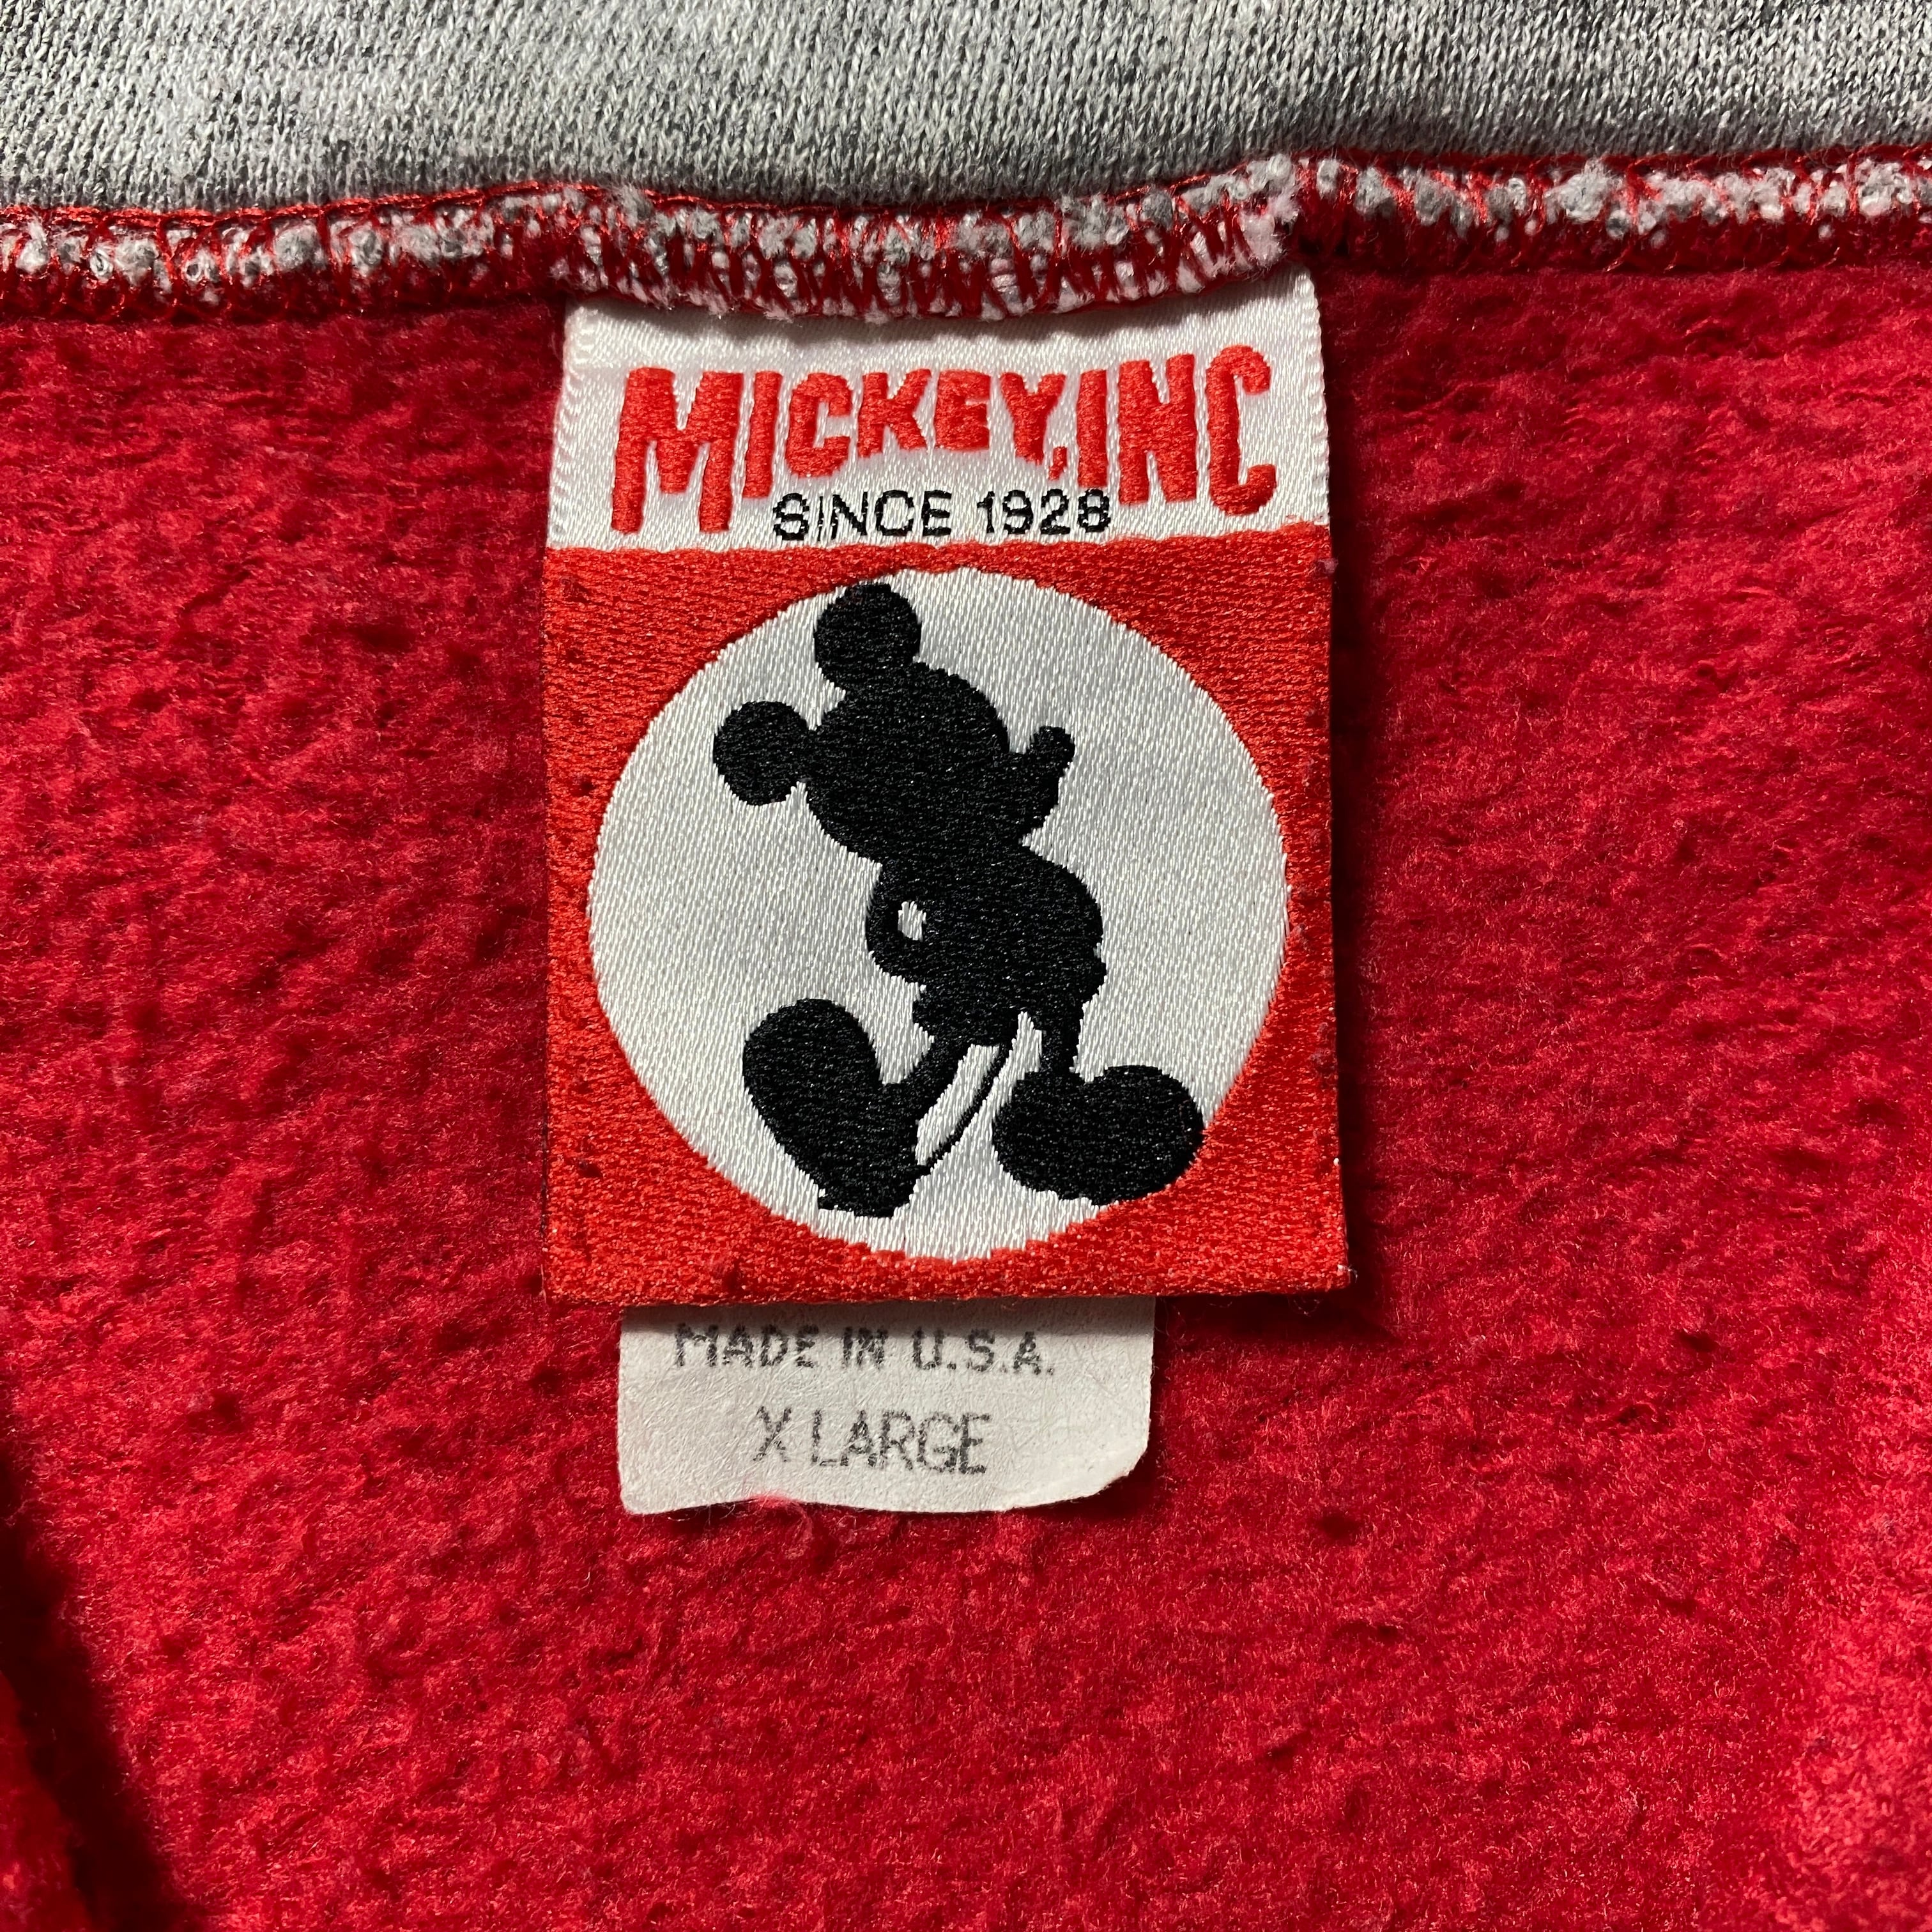 MICKEY, INC
SINCE 1928
MADE IN U.S.A.
X LARGE